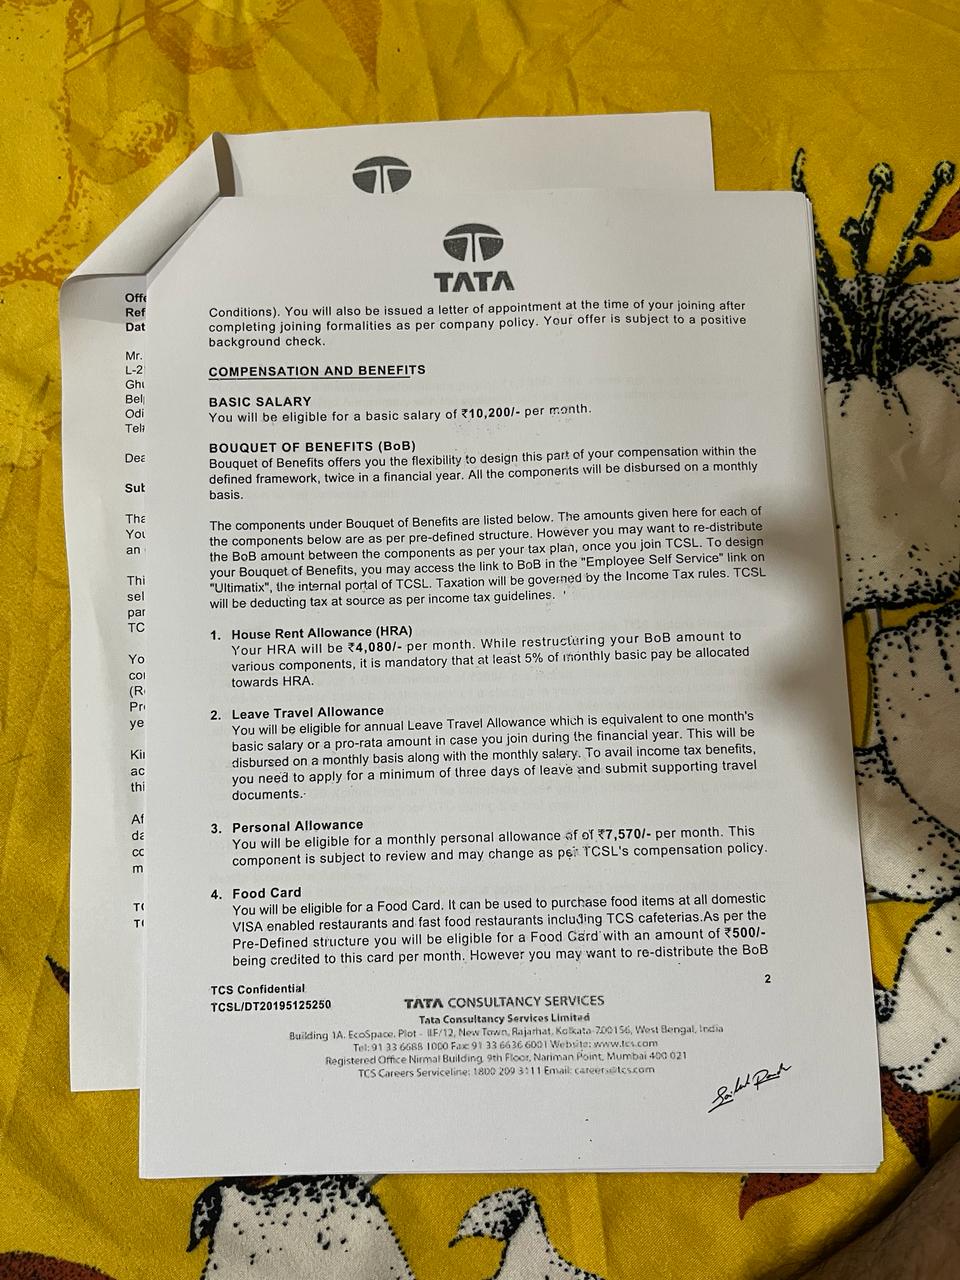 Offe
Ref
Dat
Mr.
L-2
Ghu
Belp
Odi
Tele
Dea
Sub
Tha
You
an
Thi
sel
par
TC
Yo
co
(R
Pr
ye
Kin
ac
thi
Af
da
cc
m
TATA
Conditions). You will also be issued a letter of appointment at the time of your joining after
completing joining formalities as per company policy. Your offer is subject to a positive
background check.
COMPENSATION AND BENEFITS
BASIC SALARY
You will be eligible for a basic salary of ₹10,200/- per month.
BOUQUET OF BENEFITS (BoB)
Bouquet of Benefits offers you the flexibility to design this part of your compensation within the
defined framework, twice in a financial year. All the components will be disbursed on a monthly
basis.
The components under Bouquet of Benefits are listed below. The amounts given here for each of
the components below are as per pre-defined structure. However you may want to re-distribute
the BoB amount between the components as per your tax plan, once you join TCSL. To design
your Bouquet of Benefits, you may access the link to BoB in the "Employee Self Service" link on
"Ultimatix", the internal portal of TCSL. Taxation will be governed by the Income Tax rules. TCSL
will be deducting tax at source as per income tax guidelines.
1. House Rent Allowance (HRA)
Your HRA will be ₹4,080/- per month. While restructuring your BoB amount to
various components, it is mandatory that at least 5% of monthly basic pay be allocated
towards HRA.
2. Leave Travel Allowance
You will be eligible for annual Leave Travel Allowance which is equivalent to one month's
basic salary or a pro-rata amount in case you join during the financial year. This will be
disbursed on a monthly basis along with the monthly salary. To avail income tax benefits,
you need to apply for a minimum of three days of leave and submit supporting travel
documents.
3. Personal Allowance
You will be eligible for a monthly personal allowance of of ₹7,570/- per month. This
component is subject to review and may change as per TCSL's compensation policy.
4. Food Card
You will be eligible for a Food Card. It can be used to purchase food items at all domestic
VISA enabled restaurants and fast food restaurants including TCS cafeterias.As per the
Pre-Defined structure you will be eligible for a Food Card with an amount of ₹500/-
being credited to this card per month. However you may want to re-distribute the BoB
2
TCS Confidential
TCSL/DT20195125250
TATA CONSULTANCY SERVICES
Tata Consultancy Services Limited
Building 1A, EcoSpace, Plot - IIF/12, New Town, Rajarhat, Kolkata-700156, West Bengal, India
Tel:91 33 6688 1000 Fax:91 33 6636 6001 Website: www.tcs.com
Registered Office Nirmal Building, 9th Floor, Nariman Point, Mumbai 400 021
TCS Careers Serviceline: 1800 209 3111 Email: careers@tcs.com